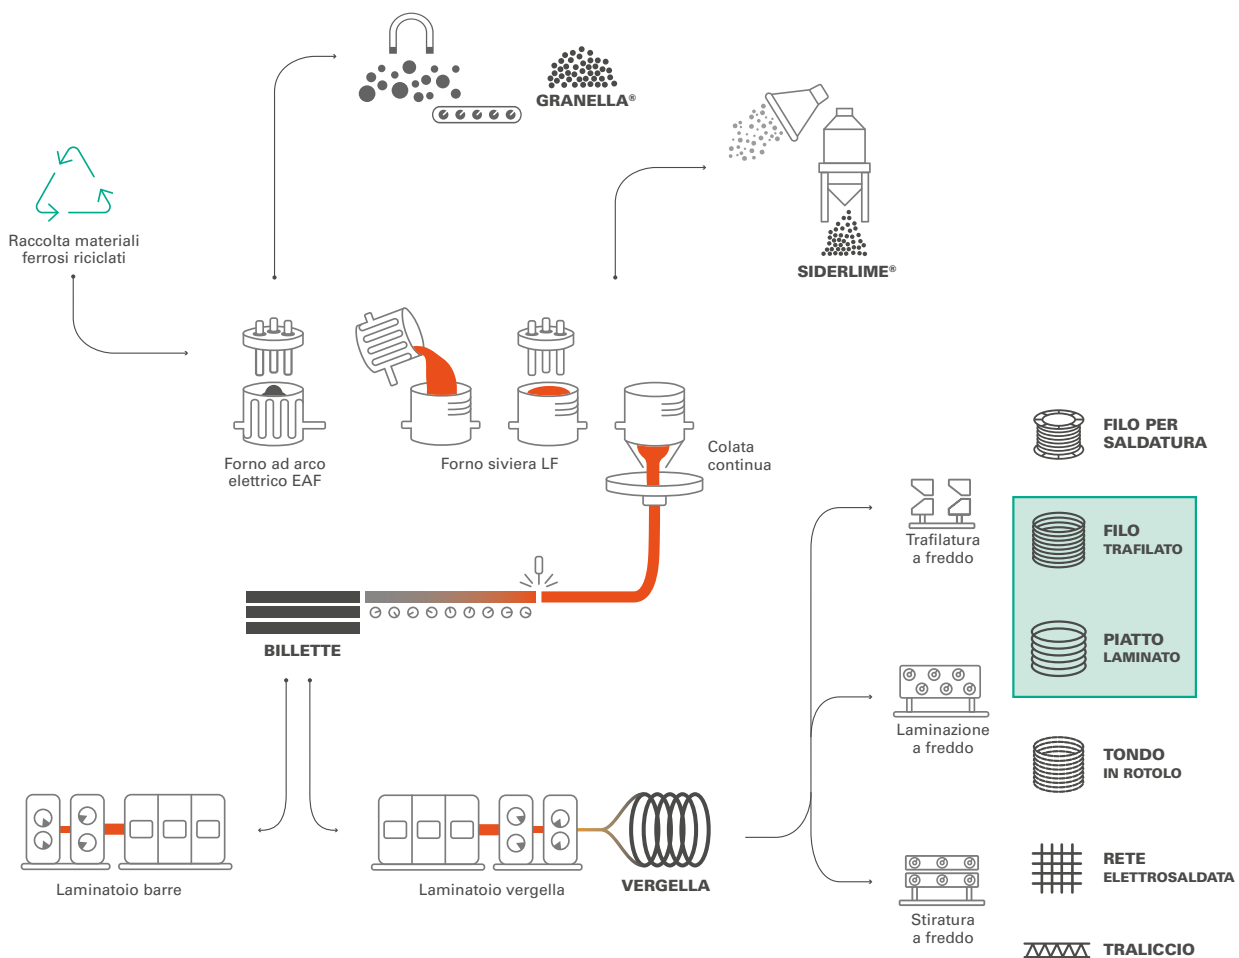 GRANELLA®
SIDERLIME®
Raccolta materiali
ferrosi riciclati
Forno ad arco
elettrico EAF
Forno siviera LF
Colata
continua
BILLETTE
Laminatoio barre
Laminatoio vergella
VERGELLA
Trafilatura
a freddo
Laminazione
a freddo
Stiratura
a freddo
FILO PER
SALDATURA
FILO
TRAFILATO
PIATTO
LAMINATO
TONDO
IN ROTOLO
RETE
ELETTROSALDATA
TRALICCIO